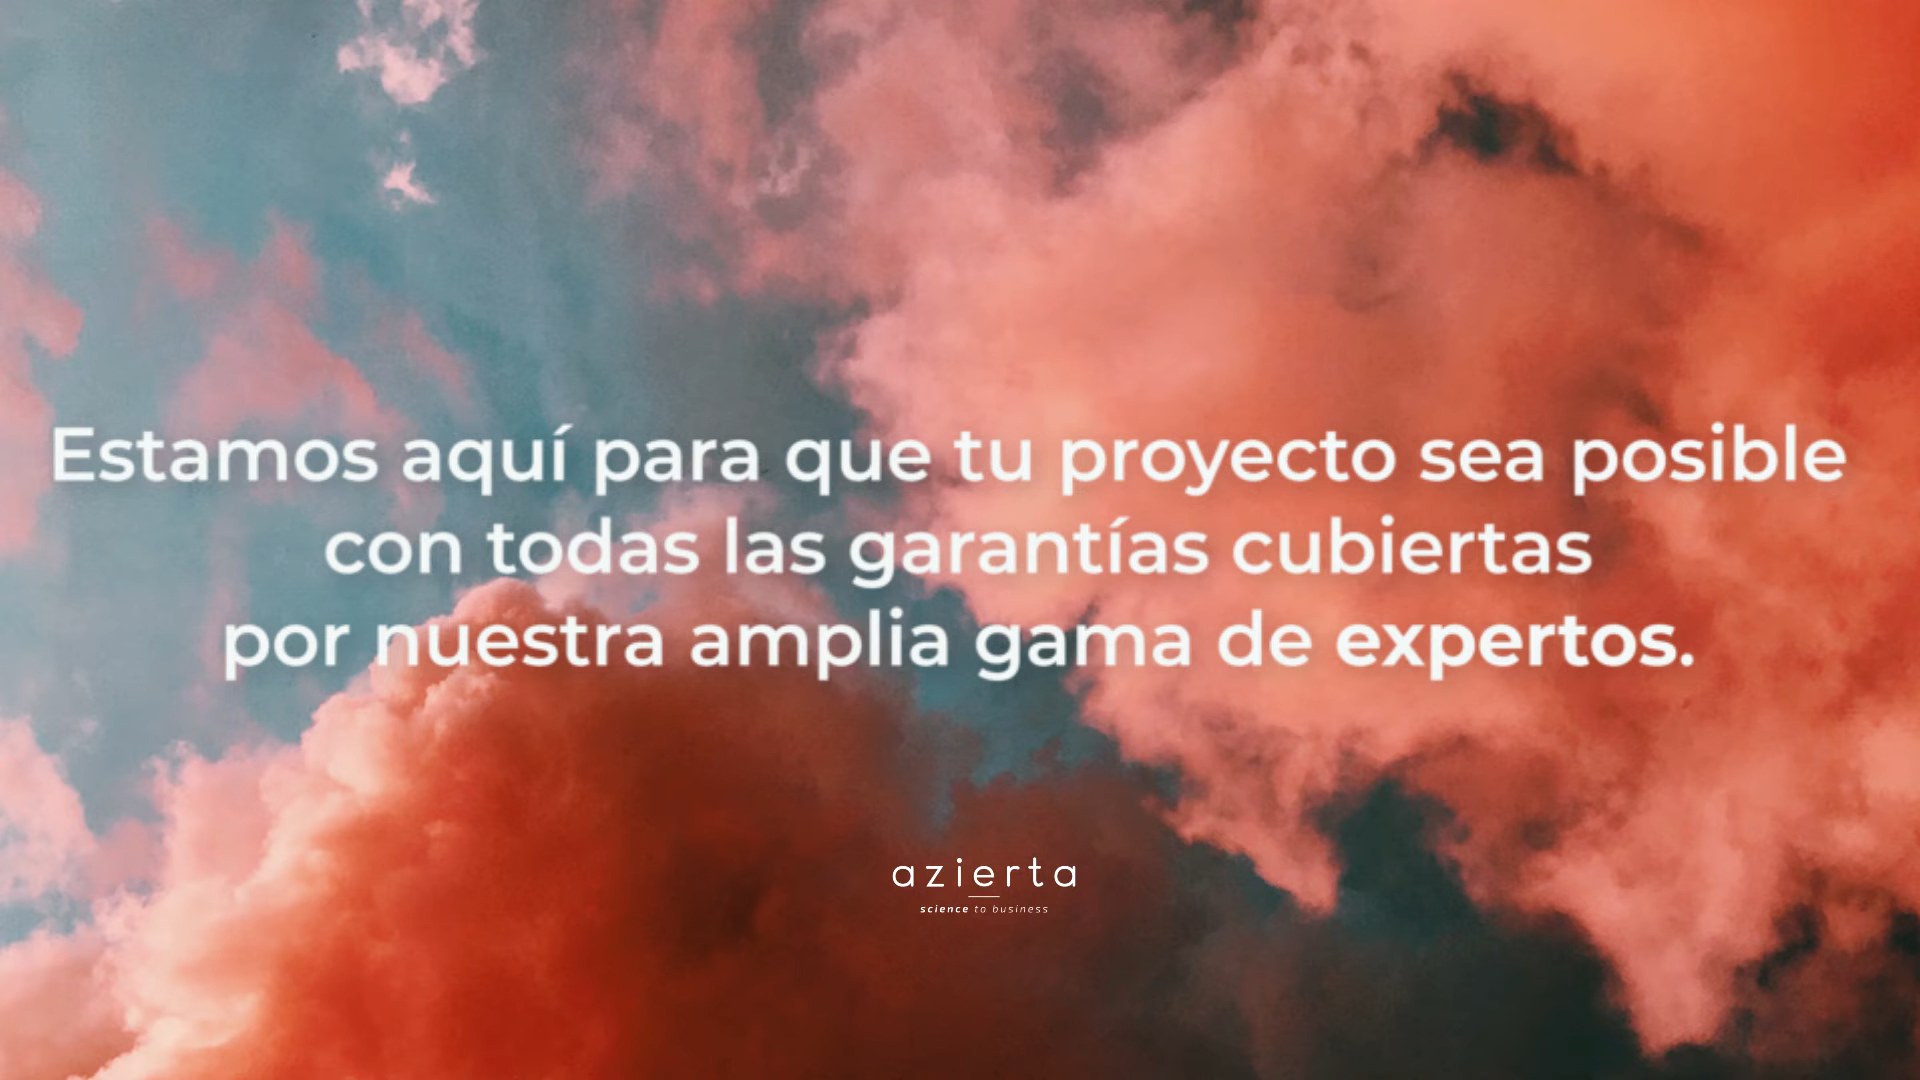 Estamos aquí para que tu proyecto sea posible
con todas las garantías cubiertas
por nuestra amplia gama de expertos.
azierta
science to business